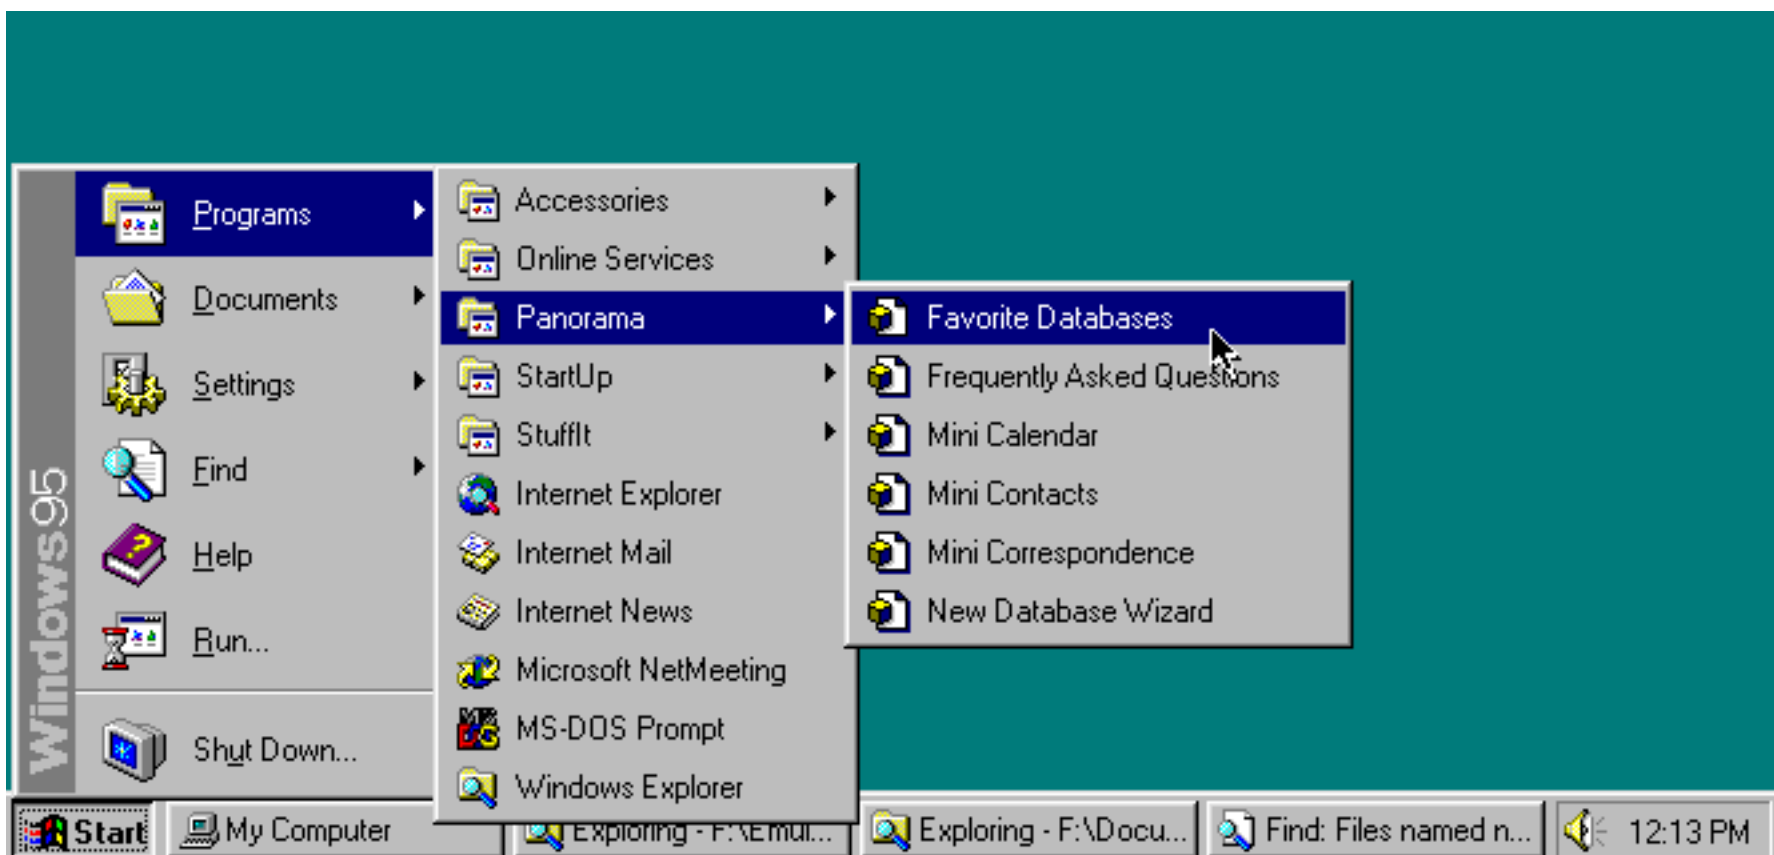 Programs
Documents
Settings
Find
Help
Run...
Shut Down...
Windows95
Accessories
Online Services
Panorama
StartUp
StuffIt
Internet Explorer
Internet Mail
Internet News
Microsoft NetMeeting
MS-DOS Prompt
Windows Explorer
Favorite Databases
Frequently Asked Questions
Mini Calendar
Mini Contacts
Mini Correspondence
New Database Wizard
Start
My Computer
Exploring - F:\Emul...
Exploring - F:\Docu...
Find: Files named n...
12:13 PM